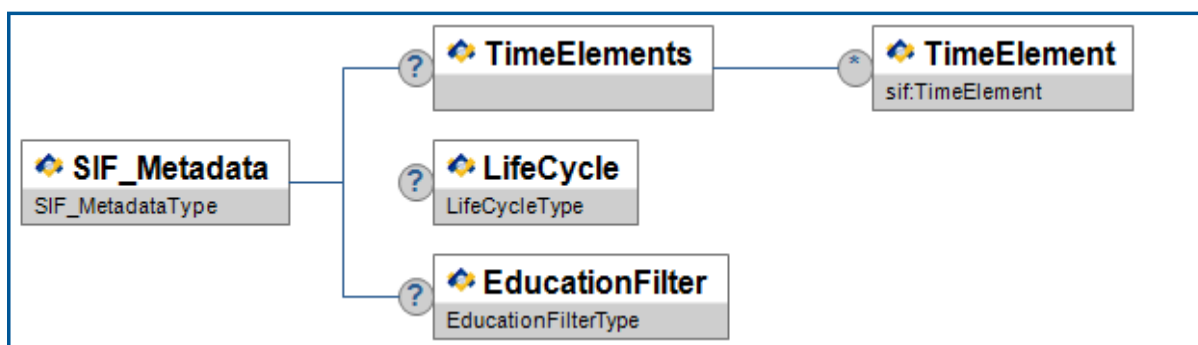 ? TimeElements
* TimeElement
sif:TimeElement
SIF_Metadata
SIF_MetadataType
? LifeCycle
LifeCycleType
? EducationFilter
EducationFilterType